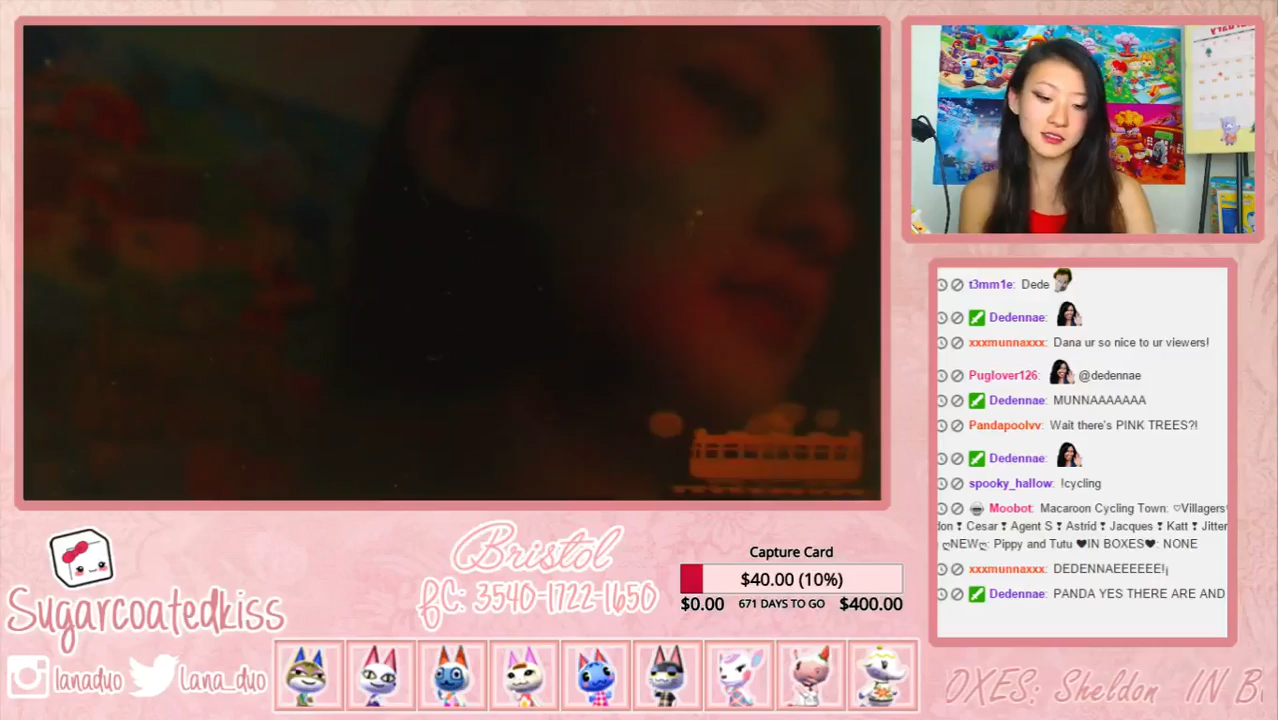 t3mm1e: Dede
Dedennae:
xxxmunnaxxx: Dana ur so nice to ur viewers!
Puglover126: @dedennae
Dedennae: MUNNAAAAAAA
Pandapoolvv: Wait there's PINK TREES?!
Dedennae:
spooky_hallow: !cycling
Moobot: Macaroon Cycling Town: ♡Villagers
don ❣ Cesar ❣ Agent S ❣ Astrid ❣ Jacques ❣ Katt ❣ Jitter
ღNEWღ: Pippy and Tutu ♥IN BOXES♥: NONE
xxxmunnaxxx: DEDENNAEEEEEE!¡
Dedennae: PANDA YES THERE ARE AND
Bristol
fC: 3540-1722-1650
Capture Card
$40.00 (10%)
$0.00 671 DAYS TO GO $400.00
Sugarcoatedkiss
lanaduo Lana_duo
OXES: Sheldon IN B